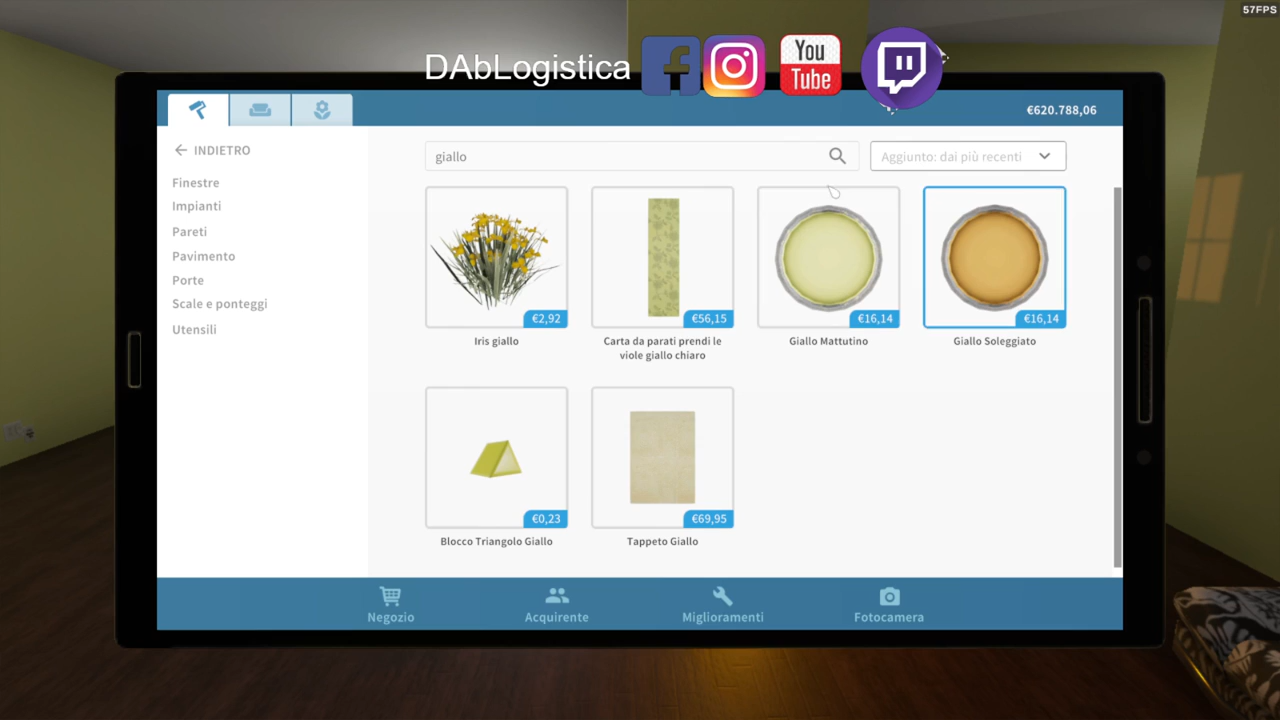 57FPS
DAbLogistica
You
Tube
€620.788,06
INDIETRO
giallo
Aggiunto: dai più recenti
Finestre
Impianti
Pareti
Pavimento
Porte
Scale e ponteggi
Utensili
€2,92
€56,15
€16,14
€16,14
Iris giallo
Carta da parati prendi le
viole giallo chiaro
Giallo Mattutino
Giallo Soleggiato
€0,23
€69,95
Blocco Triangolo Giallo
Tappeto Giallo
Negozio
Acquirente
Miglioramenti
Fotocamera